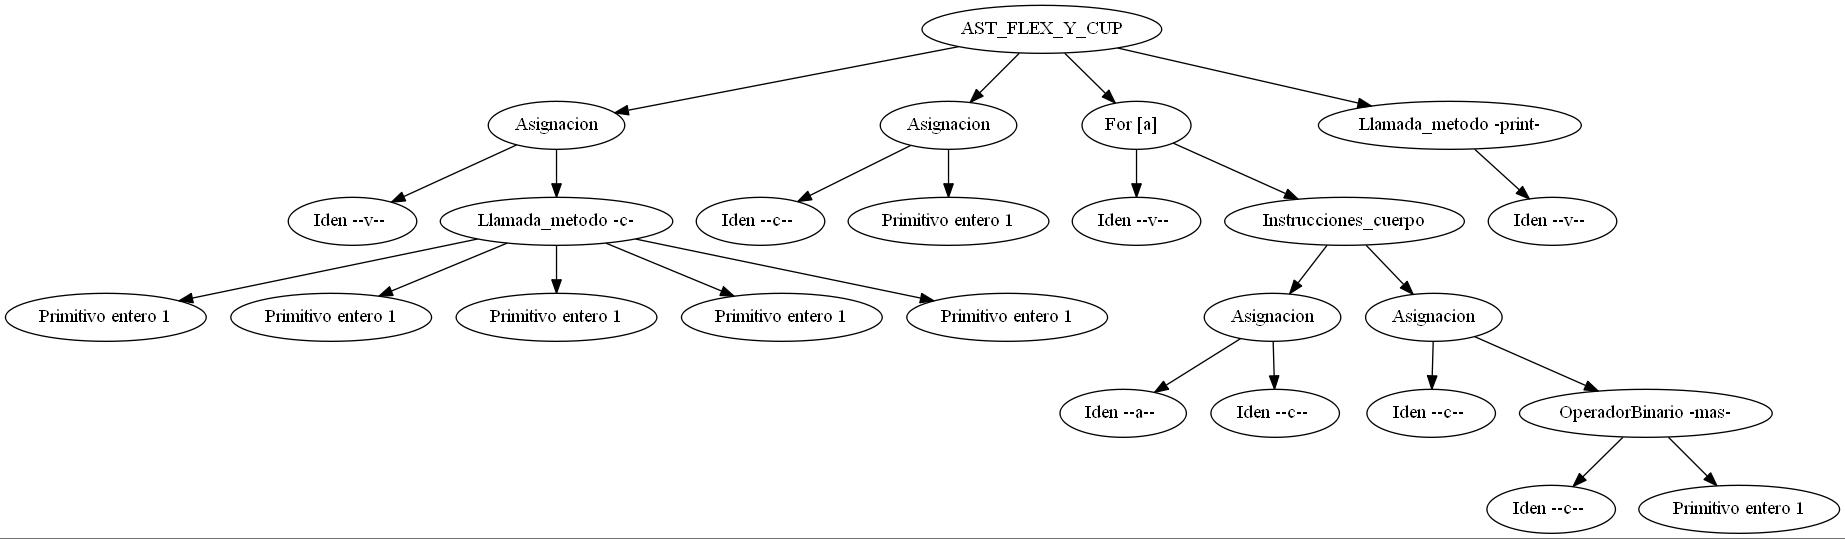 AST_FLEX_Y_CUP
Asignacion
Asignacion
For [a]
Llamada_metodo -print-
Iden --v--
Llamada_metodo -c-
Iden --c--
Primitivo entero 1
Iden --v--
Instrucciones_cuerpo
Iden --v--
Primitivo entero 1
Primitivo entero 1
Primitivo entero 1
Primitivo entero 1
Primitivo entero 1
Asignacion
Asignacion
Iden --a--
Iden --c--
Iden --c--
OperadorBinario -mas-
Iden --c--
Primitivo entero 1